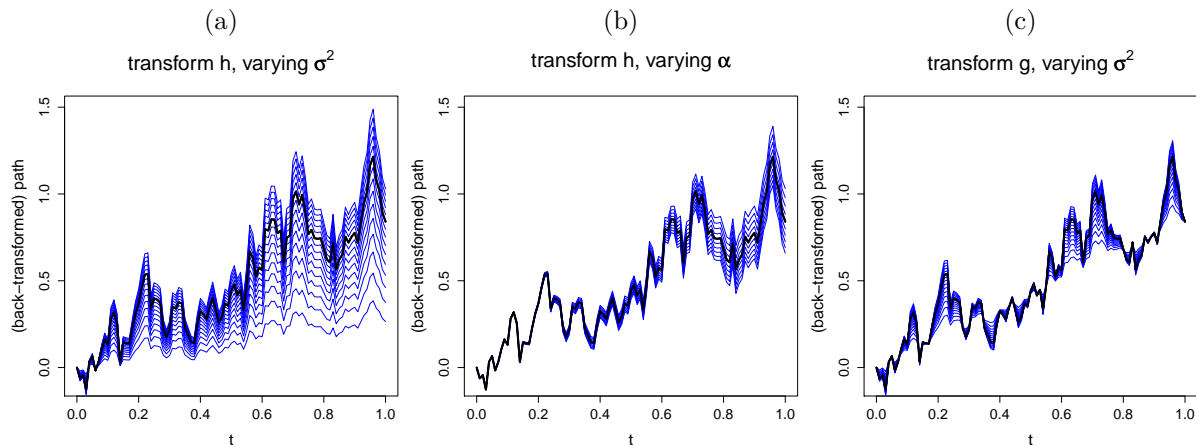 (a)
transform h, varying σ²
(back−transformed) path
1.5
1.0
0.5
0.0
0.0 0.2 0.4 0.6 0.8 1.0
t
(b)
transform h, varying α
(back−transformed) path
1.5
1.0
0.5
0.0
0.0 0.2 0.4 0.6 0.8 1.0
t
(c)
transform g, varying σ²
(back−transformed) path
1.5
1.0
0.5
0.0
0.0 0.2 0.4 0.6 0.8 1.0
t